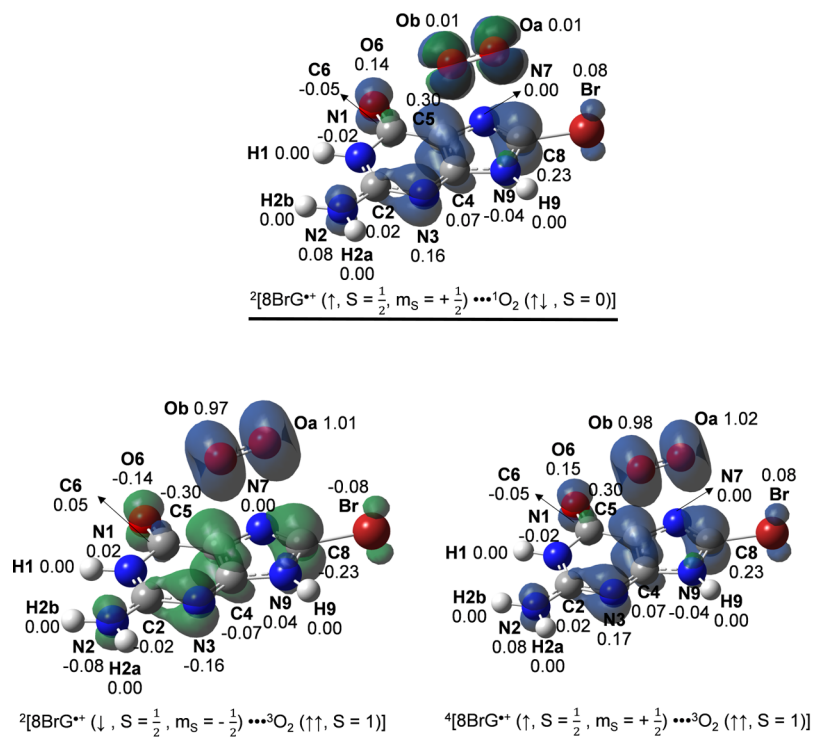 Ob 0.01 Oa 0.01
O6
0.14
C6
-0.05
N7
0.00
0.08
Br
0.30
C5
N1
-0.02
H1 0.00
C8
0.23
H2b
0.00
C2
0.02
C4
0.07
N9
-0.04
H9
0.00
N2
0.08
H2a
0.00
N3
0.16
²[8BrG•⁺ (↑, S = 1/2, mₛ = + 1/2) •••¹O₂ (↑↓ , S = 0)]
Ob 0.97
Oa 1.01
O6
-0.14
C6
0.05
-0.30
C5
N7
0.00
-0.08
Br
N1
0.02
H1 0.00
C8
-0.23
H2b
0.00
C2
-0.02
C4
-0.07
N9
0.04
H9
0.00
N2
-0.08
H2a
0.00
N3
-0.16
²[8BrG•⁺ (↓ , S = 1/2 , mₛ = - 1/2) •••³O₂ (↑↑, S = 1)]
Ob 0.98
Oa 1.02
O6
0.15
C6
-0.05
0.30
C5
N7
0.00
0.08
Br
N1
-0.02
H1 0.00
C8
0.23
H2b
0.00
C2
0.02
C4
0.07
N9
-0.04
H9
0.00
N2
0.08
H2a
0.00
N3
0.17
⁴[8BrG•⁺ (↑, S = 1/2 , mₛ = + 1/2) •••³O₂ (↑↑, S = 1)]